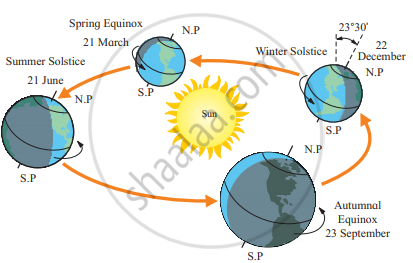 Spring Equinox
21 March
N.P
S.P
23°30'
Winter Solstice
22
December
N.P
S.P
Summer Solstice
21 June
N.P
S.P
Sun
N.P
S.P
Autumnal
Equinox
23 September
shaalaa.com